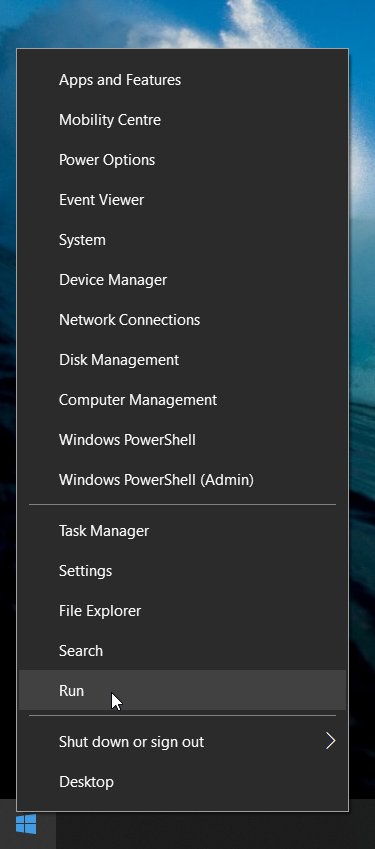 Apps and Features
Mobility Centre
Power Options
Event Viewer
System
Device Manager
Network Connections
Disk Management
Computer Management
Windows PowerShell
Windows PowerShell (Admin)
Task Manager
Settings
File Explorer
Search
Run
Shut down or sign out
Desktop